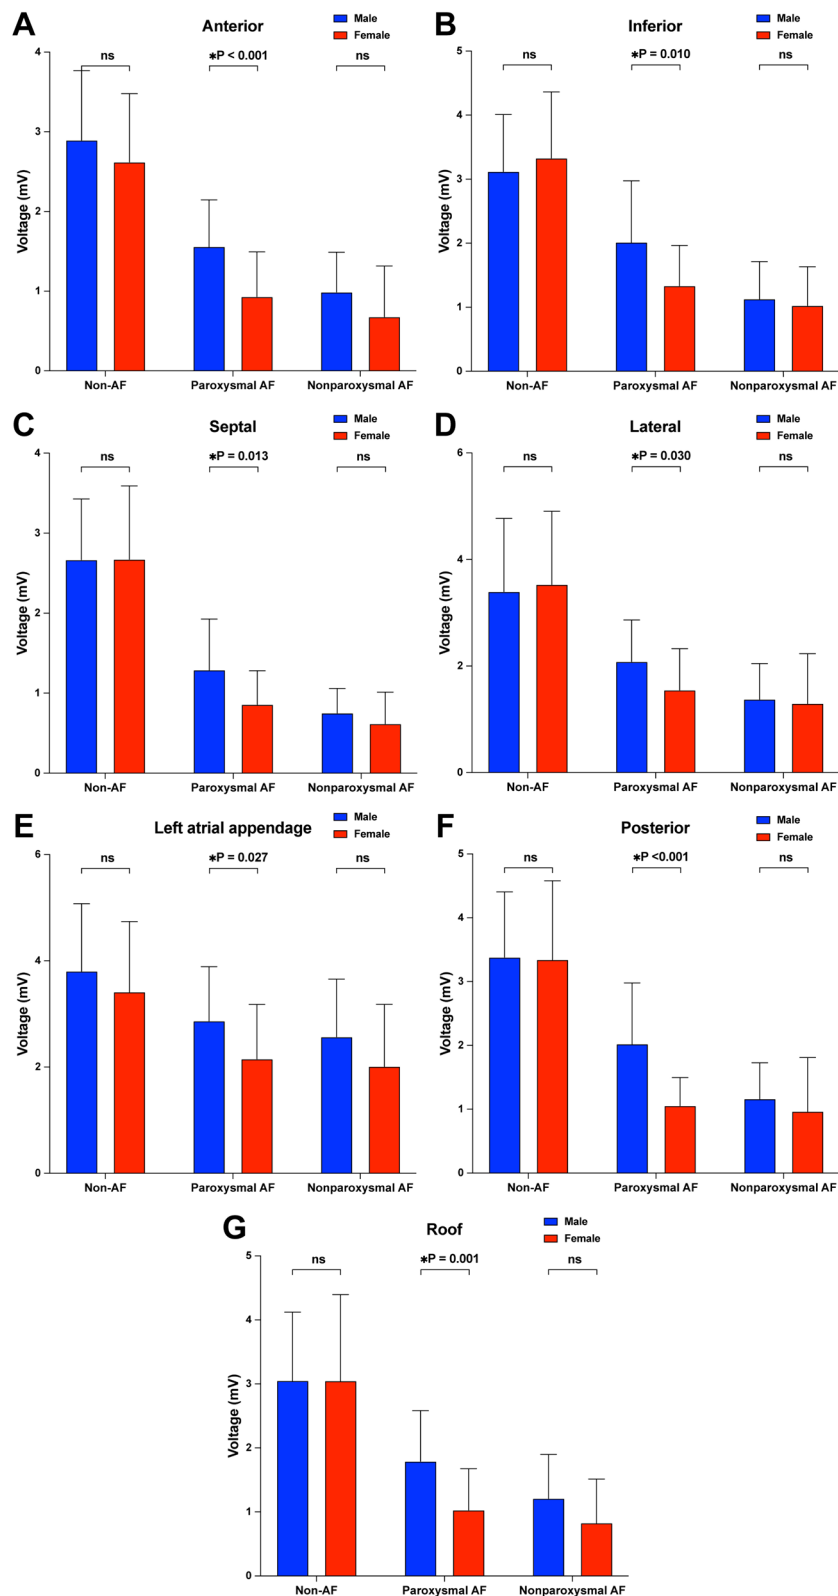 A
Anterior
Male
Female
ns
*P < 0.001
ns
Voltage (mV)
4
3
2
1
0
Non-AF
Paroxysmal AF
Nonparoxysmal AF
B
Inferior
Male
Female
ns
*P = 0.010
ns
Voltage (mV)
5
4
3
2
1
0
Non-AF
Paroxysmal AF
Nonparoxysmal AF
C
Septal
Male
Female
ns
*P = 0.013
ns
Voltage (mV)
4
3
2
1
0
Non-AF
Paroxysmal AF
Nonparoxysmal AF
D
Lateral
Male
Female
ns
*P = 0.030
ns
Voltage (mV)
6
4
2
0
Non-AF
Paroxysmal AF
Nonparoxysmal AF
E
Left atrial appendage
Male
Female
ns
*P = 0.027
ns
Voltage (mV)
6
4
2
0
Non-AF
Paroxysmal AF
Nonparoxysmal AF
F
Posterior
Male
Female
ns
*P <0.001
ns
Voltage (mV)
5
4
3
2
1
0
Non-AF
Paroxysmal AF
Nonparoxysmal AF
G
Roof
Male
Female
ns
*P = 0.001
ns
Voltage (mV)
5
4
3
2
1
0
Non-AF
Paroxysmal AF
Nonparoxysmal AF